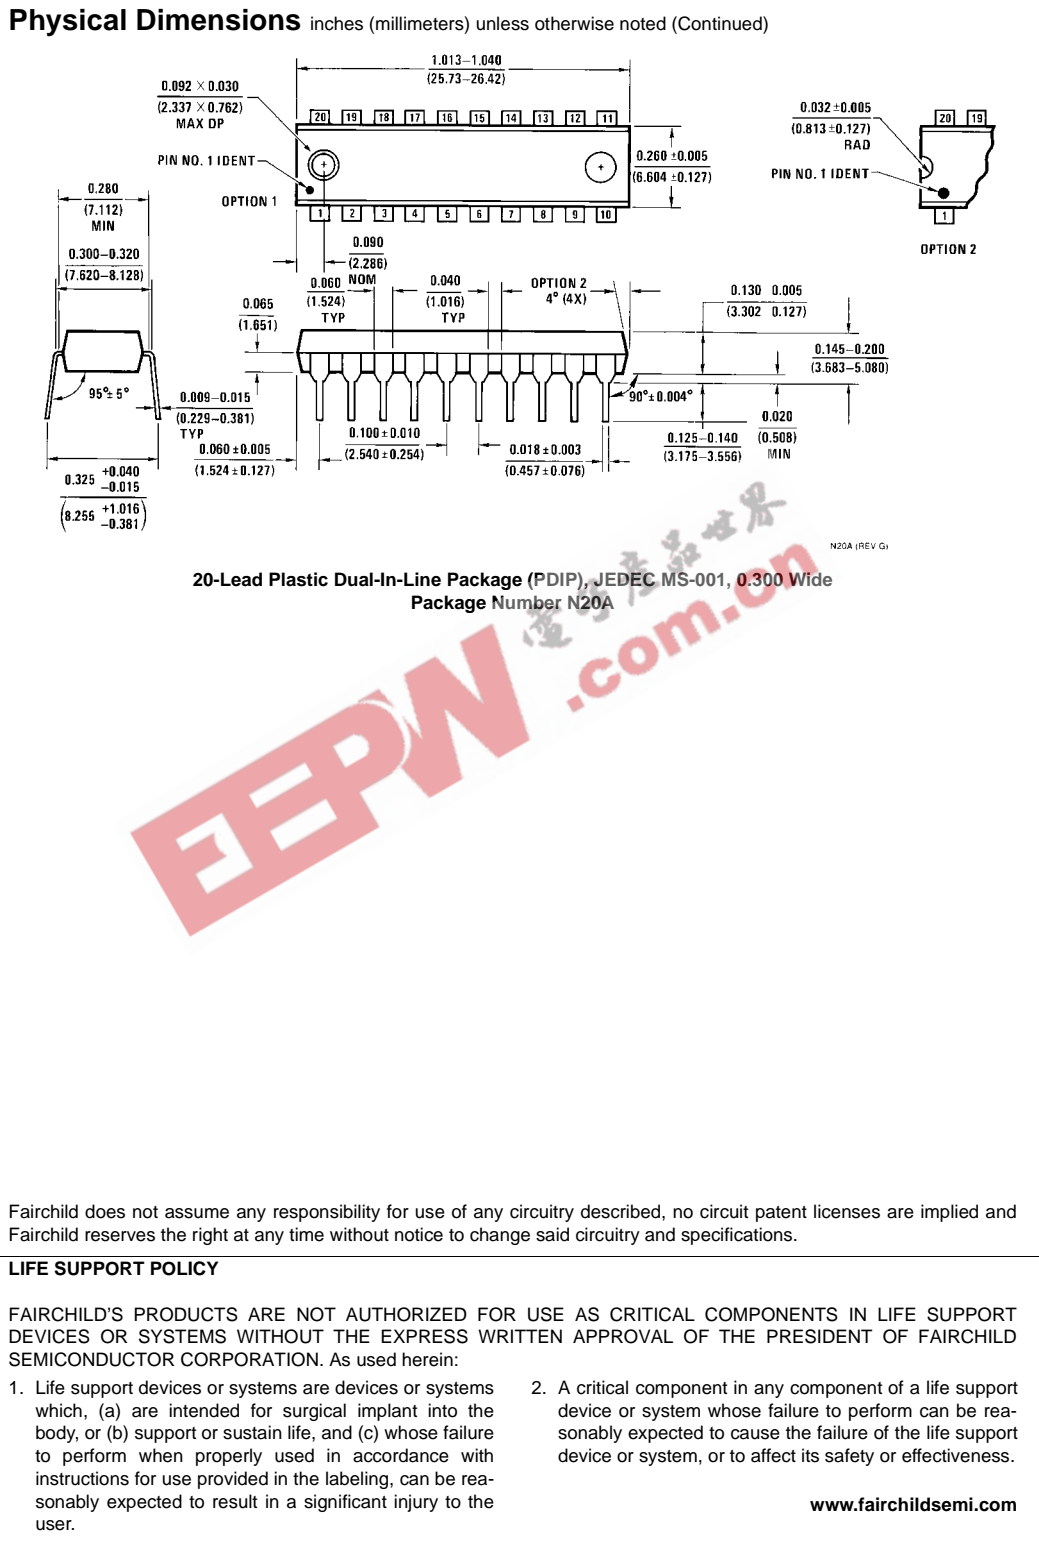 Physical Dimensions inches (millimeters) unless otherwise noted (Continued)
1.013–1.040
(25.73–26.42)
0.092 × 0.030
(2.337 × 0.762)
MAX DP
20 19 18 17 16 15 14 13 12 11
0.032 ±0.005
(0.813 ±0.127)
RAD
20 19
PIN NO. 1 IDENT
0.260 ±0.005
(6.604 ±0.127)
PIN NO. 1 IDENT
OPTION 1
1 2 3 4 5 6 7 8 9 10
1
OPTION 2
0.280
(7.112)
MIN
0.300–0.320
(7.620–8.128)
0.090
(2.286)
NOM
0.060
(1.524)
TYP
0.040
(1.016)
TYP
OPTION 2
4° (4X)
0.130 0.005
(3.302 0.127)
0.065
(1.651)
0.145–0.200
(3.683–5.080)
95°± 5°
0.009–0.015
(0.229–0.381)
TYP
90°± 0.004°
0.020
(0.508)
MIN
0.125–0.140
(3.175–3.556)
0.100 ± 0.010
(2.540 ± 0.254)
0.060 ±0.005
(1.524 ±0.127)
0.018 ± 0.003
(0.457 ±0.076)
0.325 +0.040
–0.015
(8.255 +1.016
–0.381)
N20A (REV G)
20-Lead Plastic Dual-In-Line Package (PDIP), JEDEC MS-001, 0.300 Wide
Package Number N20A
EEPW.com.cn
电子产品世界
Fairchild does not assume any responsibility for use of any circuitry described, no circuit patent licenses are implied and
Fairchild reserves the right at any time without notice to change said circuitry and specifications.
LIFE SUPPORT POLICY
FAIRCHILD'S PRODUCTS ARE NOT AUTHORIZED FOR USE AS CRITICAL COMPONENTS IN LIFE SUPPORT
DEVICES OR SYSTEMS WITHOUT THE EXPRESS WRITTEN APPROVAL OF THE PRESIDENT OF FAIRCHILD
SEMICONDUCTOR CORPORATION. As used herein:
1. Life support devices or systems are devices or systems
which, (a) are intended for surgical implant into the
body, or (b) support or sustain life, and (c) whose failure
to perform when properly used in accordance with
instructions for use provided in the labeling, can be rea-
sonably expected to result in a significant injury to the
user.
2. A critical component in any component of a life support
device or system whose failure to perform can be rea-
sonably expected to cause the failure of the life support
device or system, or to affect its safety or effectiveness.
www.fairchildsemi.com